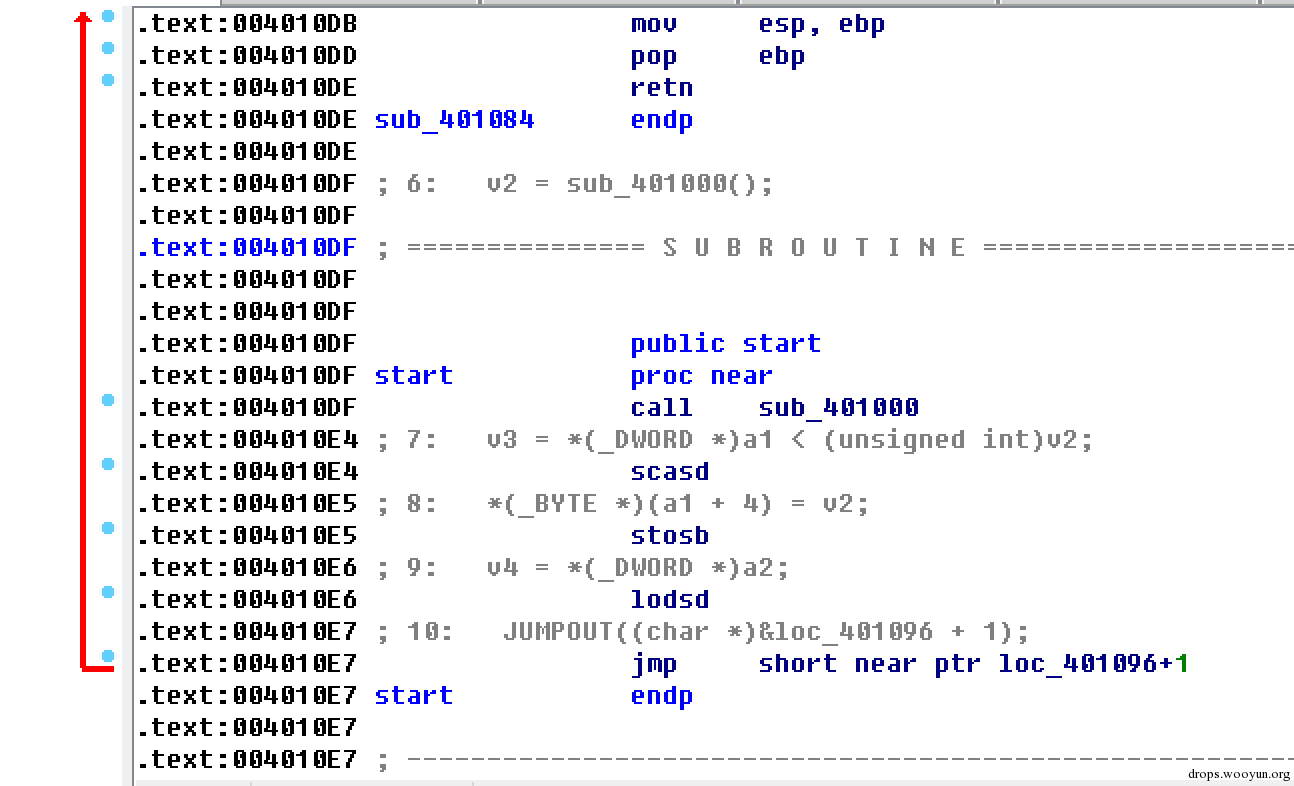 .text:004010DB mov esp, ebp
.text:004010DD pop ebp
.text:004010DE retn
.text:004010DE sub_401084 endp
.text:004010DE
.text:004010DF ; 6: v2 = sub_401000();
.text:004010DF
.text:004010DF ; =============== S U B R O U T I N E ====================
.text:004010DF
.text:004010DF
.text:004010DF public start
.text:004010DF start proc near
.text:004010DF call sub_401000
.text:004010E4 ; 7: v3 = *(_DWORD *)a1 < (unsigned int)v2;
.text:004010E4 scasd
.text:004010E5 ; 8: *(_BYTE *)(a1 + 4) = v2;
.text:004010E5 stosb
.text:004010E6 ; 9: v4 = *(_DWORD *)a2;
.text:004010E6 lodsd
.text:004010E7 ; 10: JUMPOUT((char *)&loc_401096 + 1);
.text:004010E7 jmp short near ptr loc_401096+1
.text:004010E7 start endp
.text:004010E7
.text:004010E7 ; --------------------------------------------------------
drops.wooyun.org